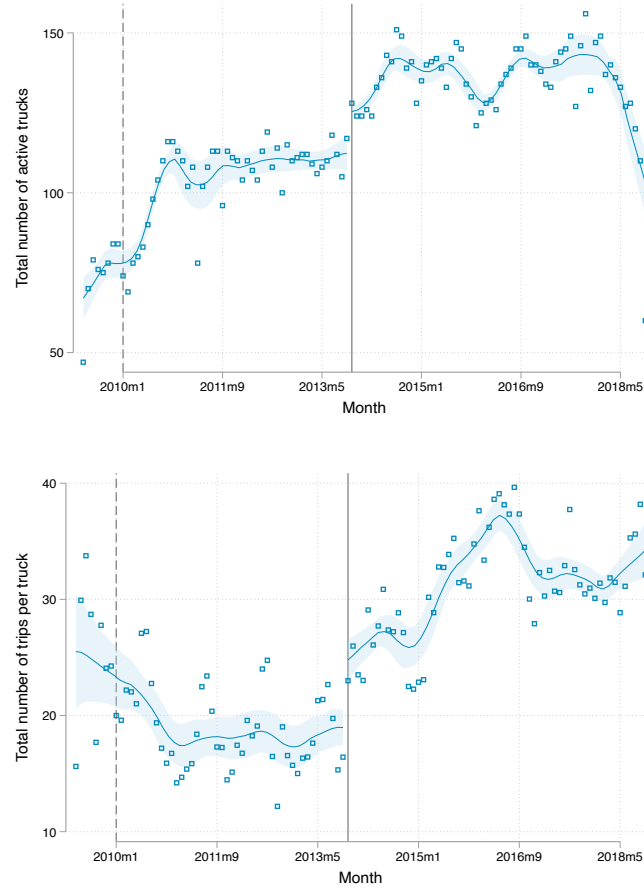 Total number of active trucks
150
100
50
2010m1 2011m9 2013m5 2015m1 2016m9 2018m5
Month
Total number of trips per truck
40
30
20
10
2010m1 2011m9 2013m5 2015m1 2016m9 2018m5
Month